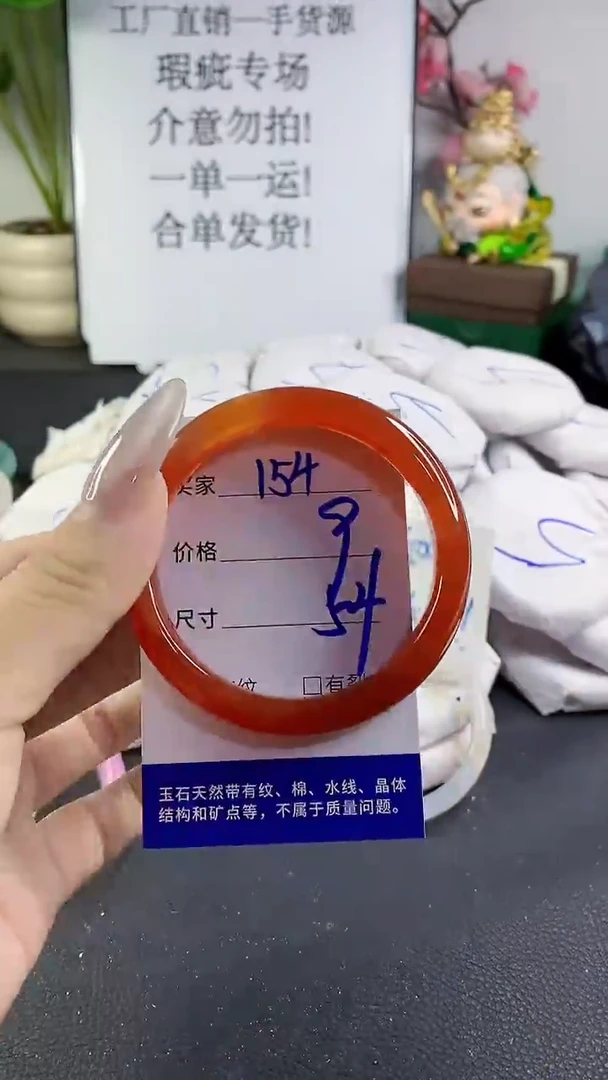 工厂直销一手货源
瑕疵专场
介意勿拍!
一单一运!
合单发货!
买家 154
价格 9
尺寸 54
纹 □有裂
玉石天然带有纹、棉、水线、晶体
结构和矿点等，不属于质量问题。